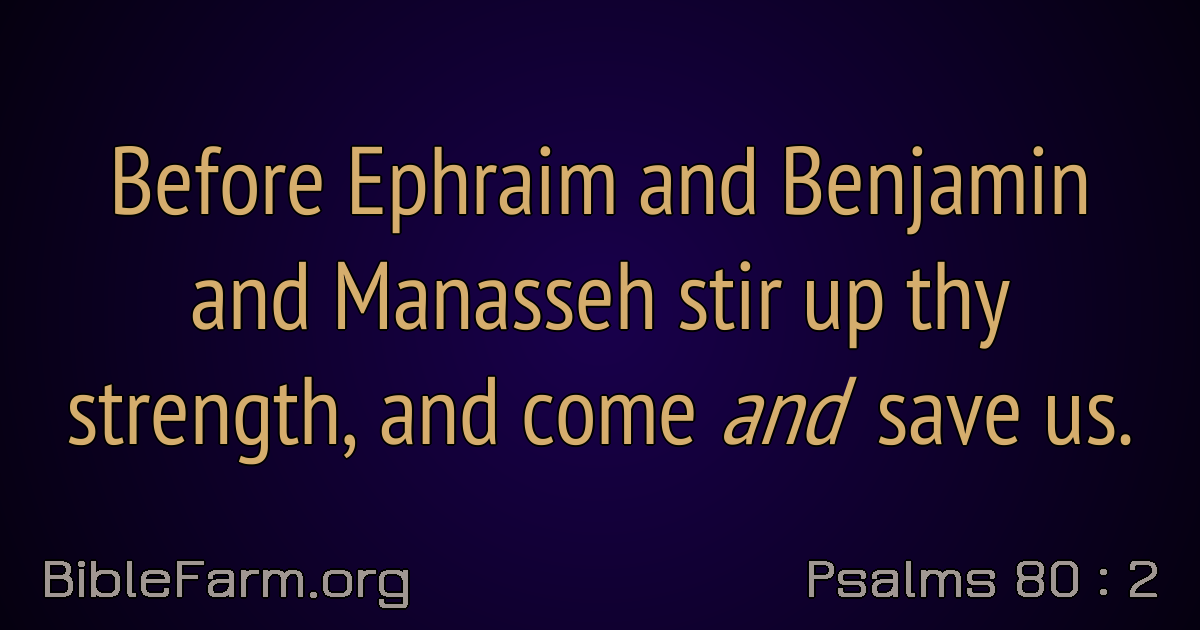 Before Ephraim and Benjamin
and Manasseh stir up thy
strength, and come and save us.
BibleFarm.org
Psalms 80 : 2